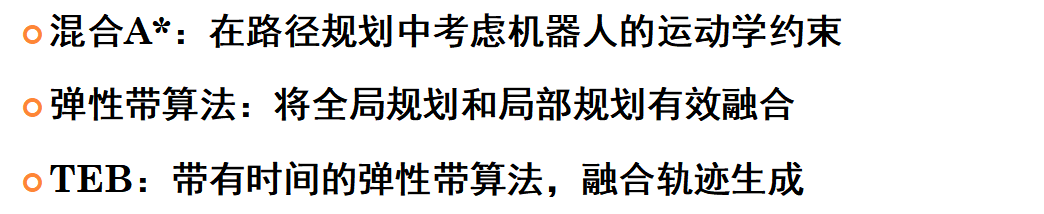 混合A*：在路径规划中考虑机器人的运动学约束
弹性带算法：将全局规划和局部规划有效融合
TEB：带有时间的弹性带算法，融合轨迹生成